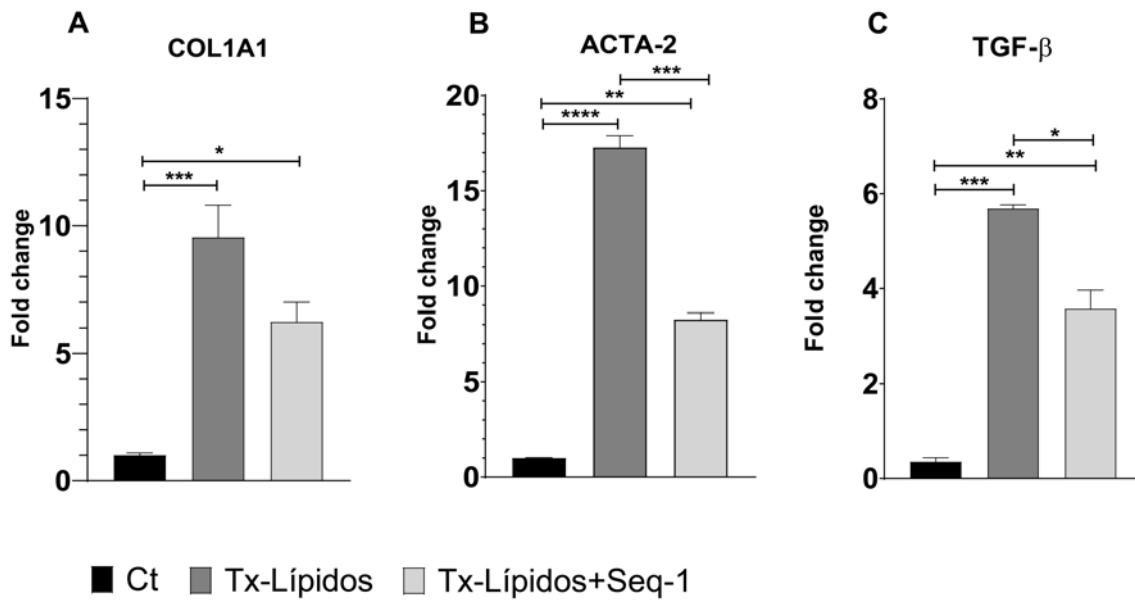 A
COL1A1
Fold change
15
10
5
0
*
***
B
ACTA-2
Fold change
20
15
10
5
0
***
**
****
C
TGF-β
Fold change
8
6
4
2
0
*
**
***
Ct Tx-Lípidos Tx-Lípidos+Seq-1